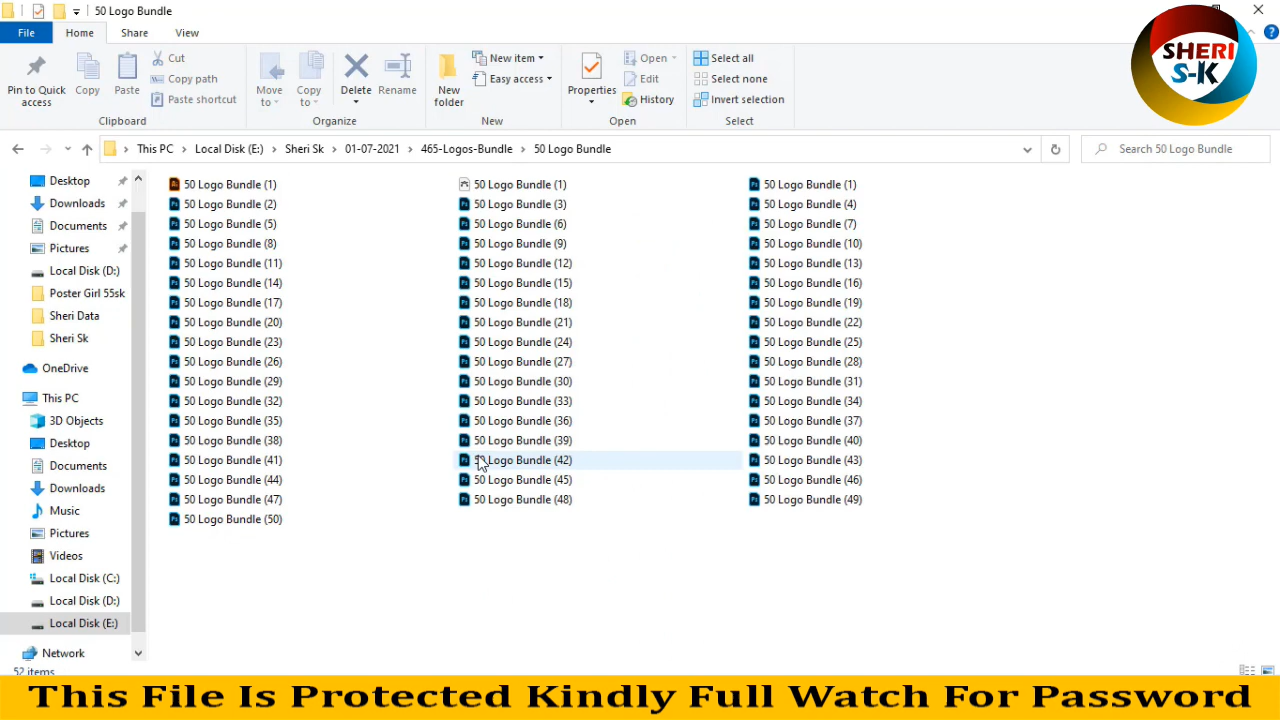 50 Logo Bundle
File Home Share View
Pin to Quick access
Copy
Paste
Cut
Copy path
Paste shortcut
Clipboard
Move to
Copy to
Delete
Rename
Organize
New folder
New item
Easy access
New
Properties
Open
Edit
History
Open
Select all
Select none
Invert selection
Select
SHERI
S-K
This PC Local Disk (E:) Sheri Sk 01-07-2021 465-Logos-Bundle 50 Logo Bundle
Search 50 Logo Bundle
Desktop
Downloads
Documents
Pictures
Local Disk (D:)
Poster Girl 55sk
Sheri Data
Sheri Sk
OneDrive
This PC
3D Objects
Desktop
Documents
Downloads
Music
Pictures
Videos
Local Disk (C:)
Local Disk (D:)
Local Disk (E:)
Network
50 Logo Bundle (1) 50 Logo Bundle (1) 50 Logo Bundle (1)
50 Logo Bundle (2) 50 Logo Bundle (3) 50 Logo Bundle (4)
50 Logo Bundle (5) 50 Logo Bundle (6) 50 Logo Bundle (7)
50 Logo Bundle (8) 50 Logo Bundle (9) 50 Logo Bundle (10)
50 Logo Bundle (11) 50 Logo Bundle (12) 50 Logo Bundle (13)
50 Logo Bundle (14) 50 Logo Bundle (15) 50 Logo Bundle (16)
50 Logo Bundle (17) 50 Logo Bundle (18) 50 Logo Bundle (19)
50 Logo Bundle (20) 50 Logo Bundle (21) 50 Logo Bundle (22)
50 Logo Bundle (23) 50 Logo Bundle (24) 50 Logo Bundle (25)
50 Logo Bundle (26) 50 Logo Bundle (27) 50 Logo Bundle (28)
50 Logo Bundle (29) 50 Logo Bundle (30) 50 Logo Bundle (31)
50 Logo Bundle (32) 50 Logo Bundle (33) 50 Logo Bundle (34)
50 Logo Bundle (35) 50 Logo Bundle (36) 50 Logo Bundle (37)
50 Logo Bundle (38) 50 Logo Bundle (39) 50 Logo Bundle (40)
50 Logo Bundle (41) 50 Logo Bundle (42) 50 Logo Bundle (43)
50 Logo Bundle (44) 50 Logo Bundle (45) 50 Logo Bundle (46)
50 Logo Bundle (47) 50 Logo Bundle (48) 50 Logo Bundle (49)
50 Logo Bundle (50)
52 items
This File Is Protected Kindly Full Watch For Password